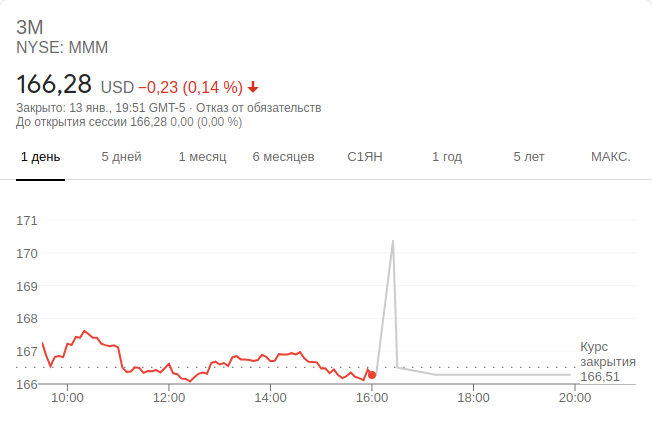 3M
NYSE: MMM
166,28 USD −0,23 (0,14 %)
Закрыто: 13 янв., 19:51 GMT-5 · Отказ от обязательств
До открытия сессии 166,28 0,00 (0,00 %)
1 день 5 дней 1 месяц 6 месяцев С1ЯН 1 год 5 лет МАКС.
171
170
169
168
167
166
Курс
закрытия
166,51
10:00 12:00 14:00 16:00 18:00 20:00